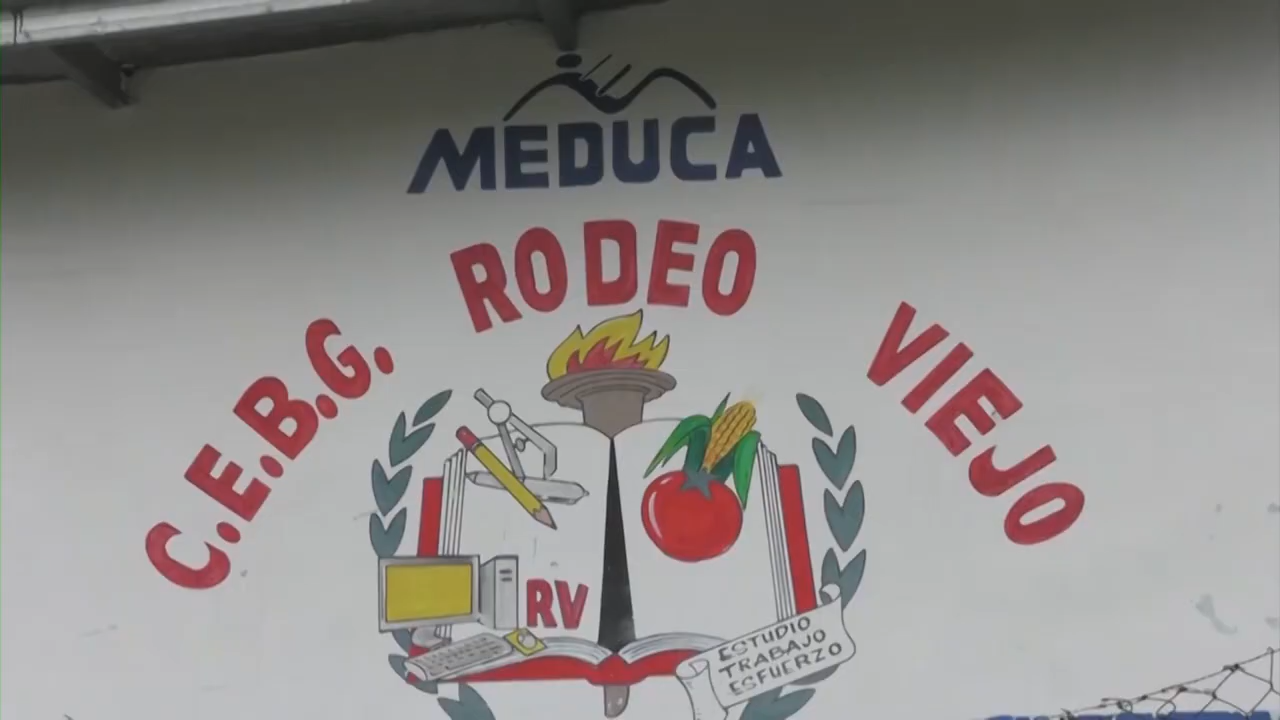 MEDUCA
C.E.B.G. RODEO VIEJO
RV
ESTUDIO
TRABAJO
ESFUERZO